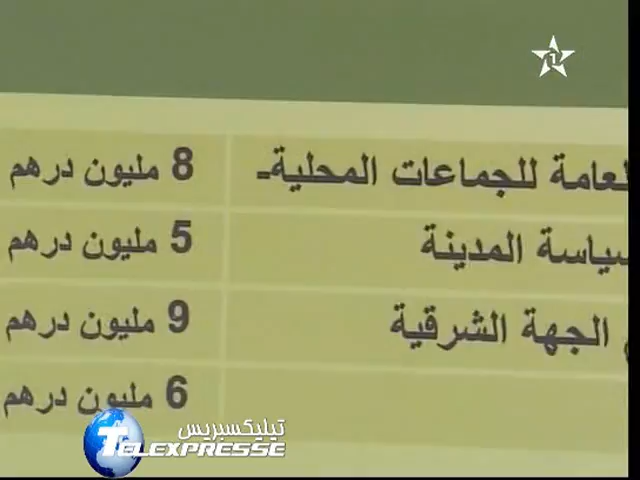 العامة للجماعات المحلية- 8 مليون درهم
سياسة المدينة 5 مليون درهم
الجهة الشرقية 9 مليون درهم
6 مليون درهم
تيليكسبريس
TELEXPRESSE